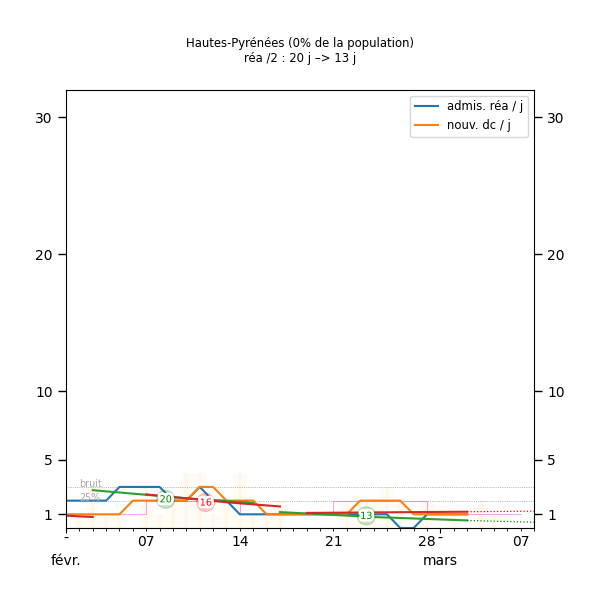 Hautes-Pyrénées (0% de la population)
réa /2 : 20 j –> 13 j
admis. réa / j
nouv. dc / j
30
30
20
20
10
10
5
5
bruit
25%
20
16
13
1
1
07
14
21
28
07
févr.
mars